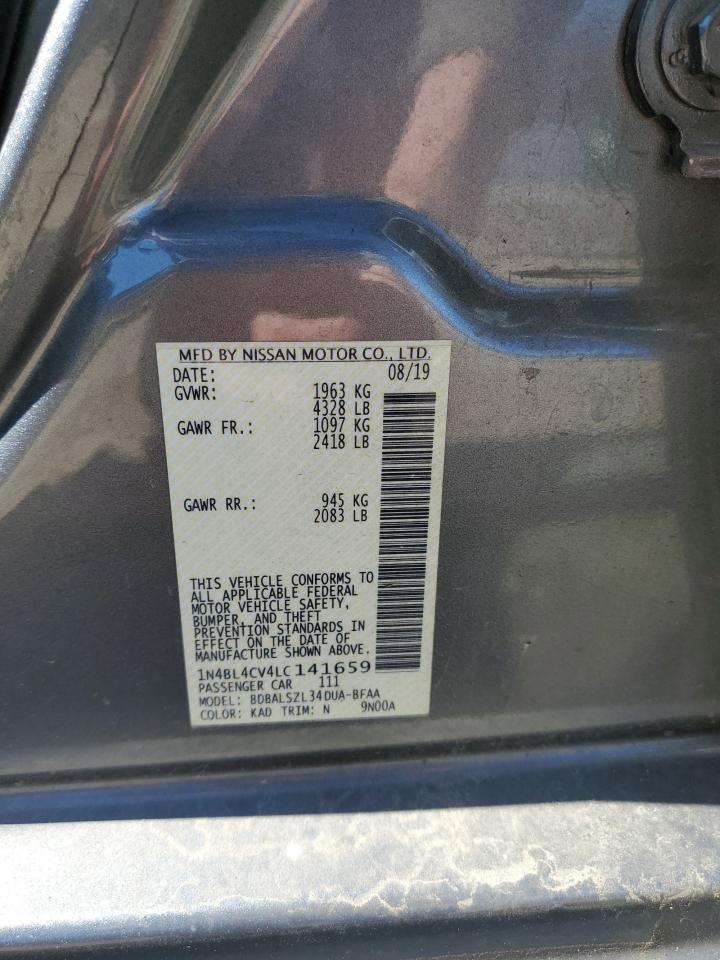 MFD BY NISSAN MOTOR CO., LTD.
DATE: 08/19
GVWR: 1963 KG
4328 LB
GAWR FR.: 1097 KG
2418 LB
GAWR RR.: 945 KG
2083 LB
THIS VEHICLE CONFORMS TO
ALL APPLICABLE FEDERAL
MOTOR VEHICLE SAFETY,
BUMPER, AND THEFT
PREVENTION STANDARDS IN
EFFECT ON THE DATE OF
MANUFACTURE SHOWN ABOVE.
1N4BL4CV4LC141659
PASSENGER CAR 111
MODEL: BDBALSZL34DUA-BFAA
COLOR: KAD TRIM: N 9N00A